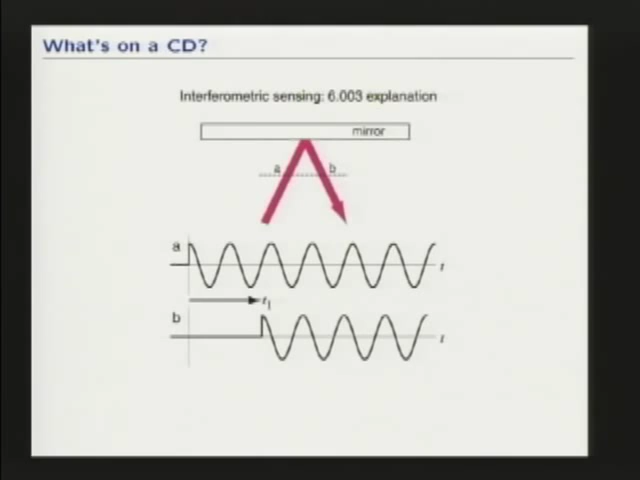 What's on a CD?
Interferometric sensing: 6.003 explanation
mirror
a b
a
t
t1
b
t